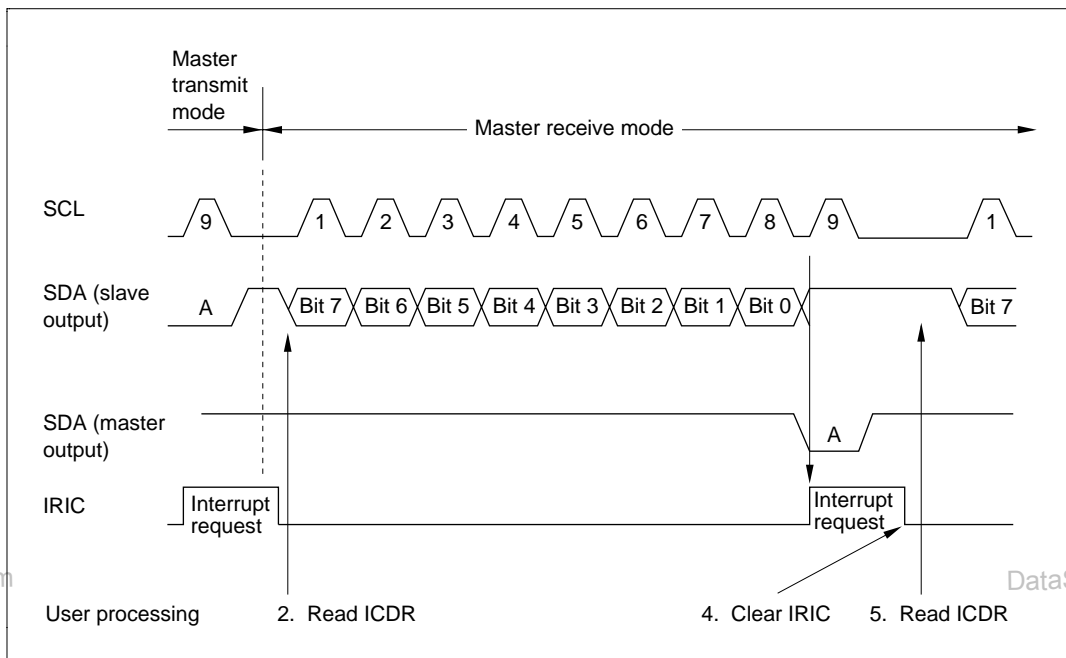 Master
transmit
mode
Master receive mode
SCL
9 1 2 3 4 5 6 7 8 9 1
SDA (slave
output)
A Bit 7 Bit 6 Bit 5 Bit 4 Bit 3 Bit 2 Bit 1 Bit 0 Bit 7
SDA (master
output)
A
IRIC
Interrupt
request
Interrupt
request
User processing 2. Read ICDR 4. Clear IRIC 5. Read ICDR
m
DataS